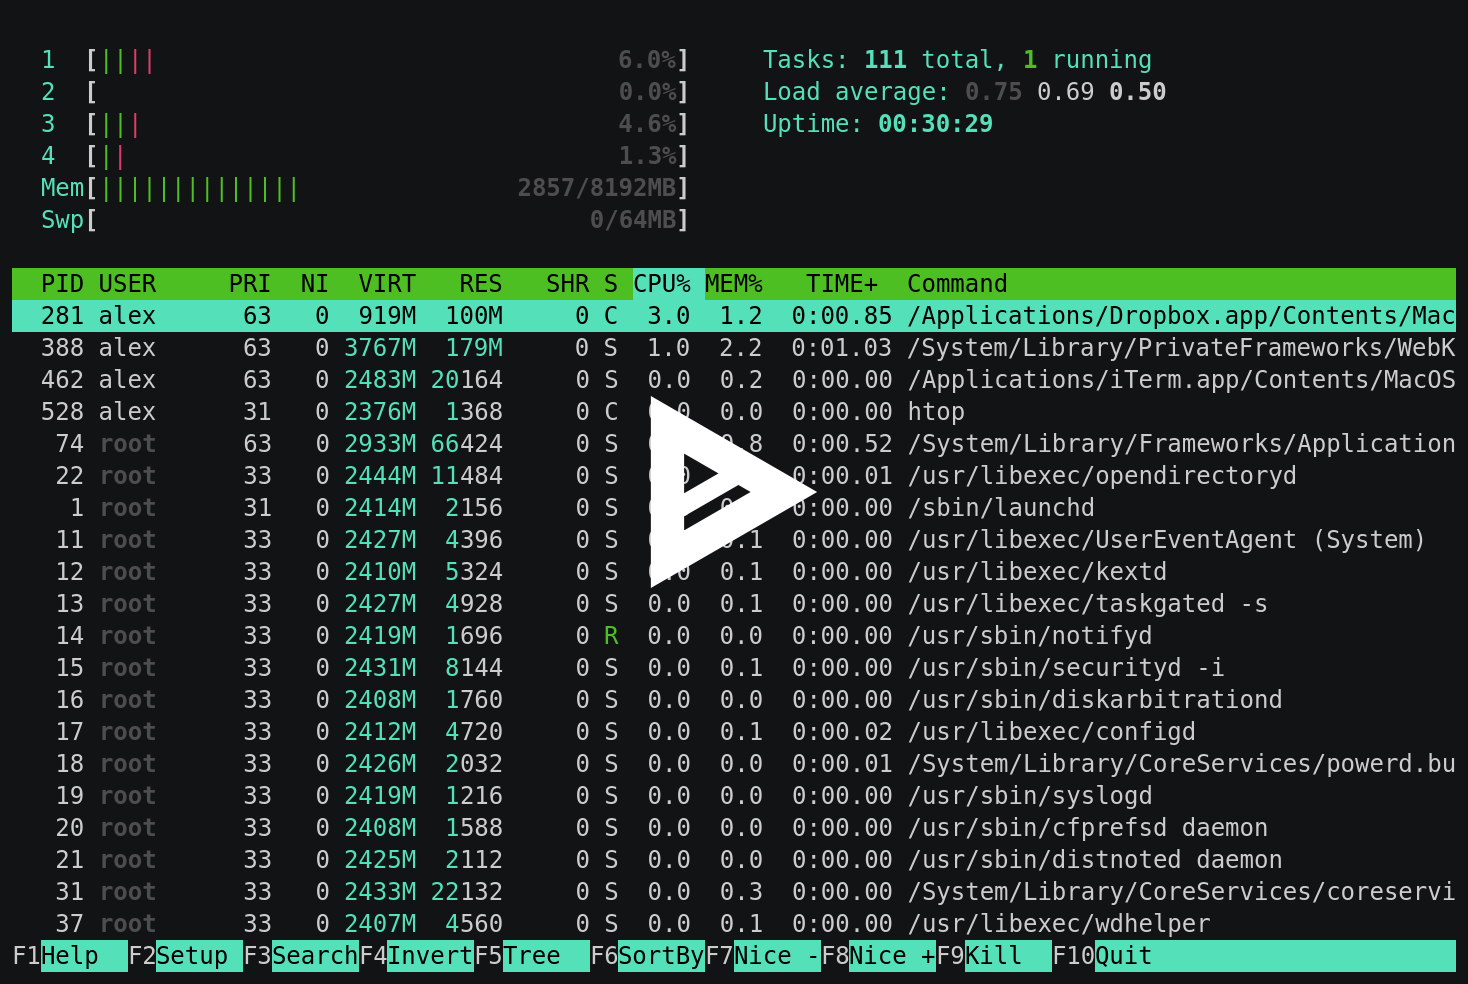 1 [|||| 6.0%] Tasks: 111 total, 1 running
2 [ 0.0%] Load average: 0.75 0.69 0.50
3 [||| 4.6%] Uptime: 00:30:29
4 [|| 1.3%]
Mem[|||||||||||||| 2857/8192MB]
Swp[ 0/64MB]
PID USER PRI NI VIRT RES SHR S CPU% MEM% TIME+ Command
281 alex 63 0 919M 100M 0 C 3.0 1.2 0:00.85 /Applications/Dropbox.app/Contents/Mac
388 alex 63 0 3767M 179M 0 S 1.0 2.2 0:01.03 /System/Library/PrivateFrameworks/WebK
462 alex 63 0 2483M 20164 0 S 0.0 0.2 0:00.00 /Applications/iTerm.app/Contents/MacOS
528 alex 31 0 2376M 1368 0 C 0.0 0.0 0:00.00 htop
74 root 63 0 2933M 66424 0 S 0.8 0:00.52 /System/Library/Frameworks/Application
22 root 33 0 2444M 11484 0 S 0:00.01 /usr/libexec/opendirectoryd
1 root 31 0 2414M 2156 0 S 0:00.00 /sbin/launchd
11 root 33 0 2427M 4396 0 S 0.1 0:00.00 /usr/libexec/UserEventAgent (System)
12 root 33 0 2410M 5324 0 S 0.0 0.1 0:00.00 /usr/libexec/kextd
13 root 33 0 2427M 4928 0 S 0.0 0.1 0:00.00 /usr/libexec/taskgated -s
14 root 33 0 2419M 1696 0 R 0.0 0.0 0:00.00 /usr/sbin/notifyd
15 root 33 0 2431M 8144 0 S 0.0 0.1 0:00.00 /usr/sbin/securityd -i
16 root 33 0 2408M 1760 0 S 0.0 0.0 0:00.00 /usr/sbin/diskarbitrationd
17 root 33 0 2412M 4720 0 S 0.0 0.1 0:00.02 /usr/libexec/configd
18 root 33 0 2426M 2032 0 S 0.0 0.0 0:00.01 /System/Library/CoreServices/powerd.bu
19 root 33 0 2419M 1216 0 S 0.0 0.0 0:00.00 /usr/sbin/syslogd
20 root 33 0 2408M 1588 0 S 0.0 0.0 0:00.00 /usr/sbin/cfprefsd daemon
21 root 33 0 2425M 2112 0 S 0.0 0.0 0:00.00 /usr/sbin/distnoted daemon
31 root 33 0 2433M 22132 0 S 0.0 0.3 0:00.00 /System/Library/CoreServices/coreservi
37 root 33 0 2407M 4560 0 S 0.0 0.1 0:00.00 /usr/libexec/wdhelper
F1Help F2Setup F3SearchF4InvertF5Tree F6SortByF7Nice -F8Nice +F9Kill F10Quit